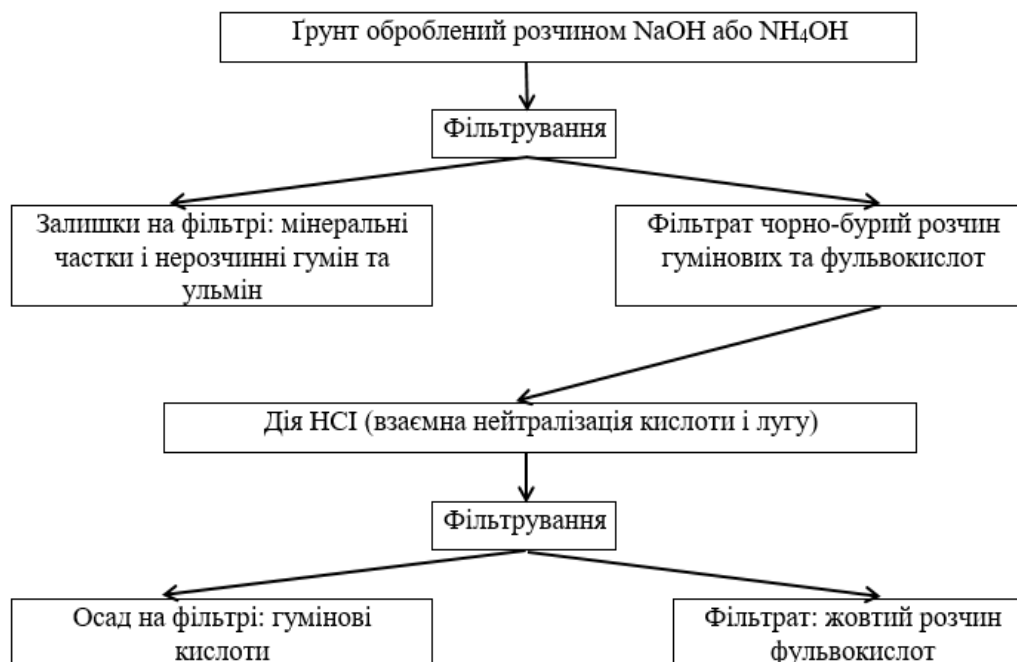 Ґрунт оброблений розчином NaOH або NH₄OH
Фільтрування
Залишки на фільтрі: мінеральні
частки і нерозчинні гумін та
ульмін
Фільтрат чорно-бурий розчин
гумінових та фульвокислот
Дія HCl (взаємна нейтралізація кислоти і лугу)
Фільтрування
Осад на фільтрі: гумінові
кислоти
Фільтрат: жовтий розчин
фульвокислот